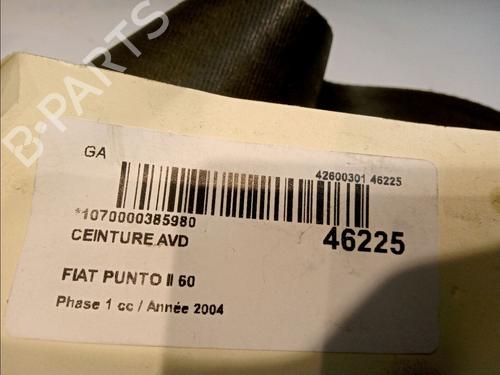 B-PARTS
GA
42600301 46225
*1070000385980
46225
CEINTURE AVD
FIAT PUNTO II 60
Phase 1 cc / Année 2004